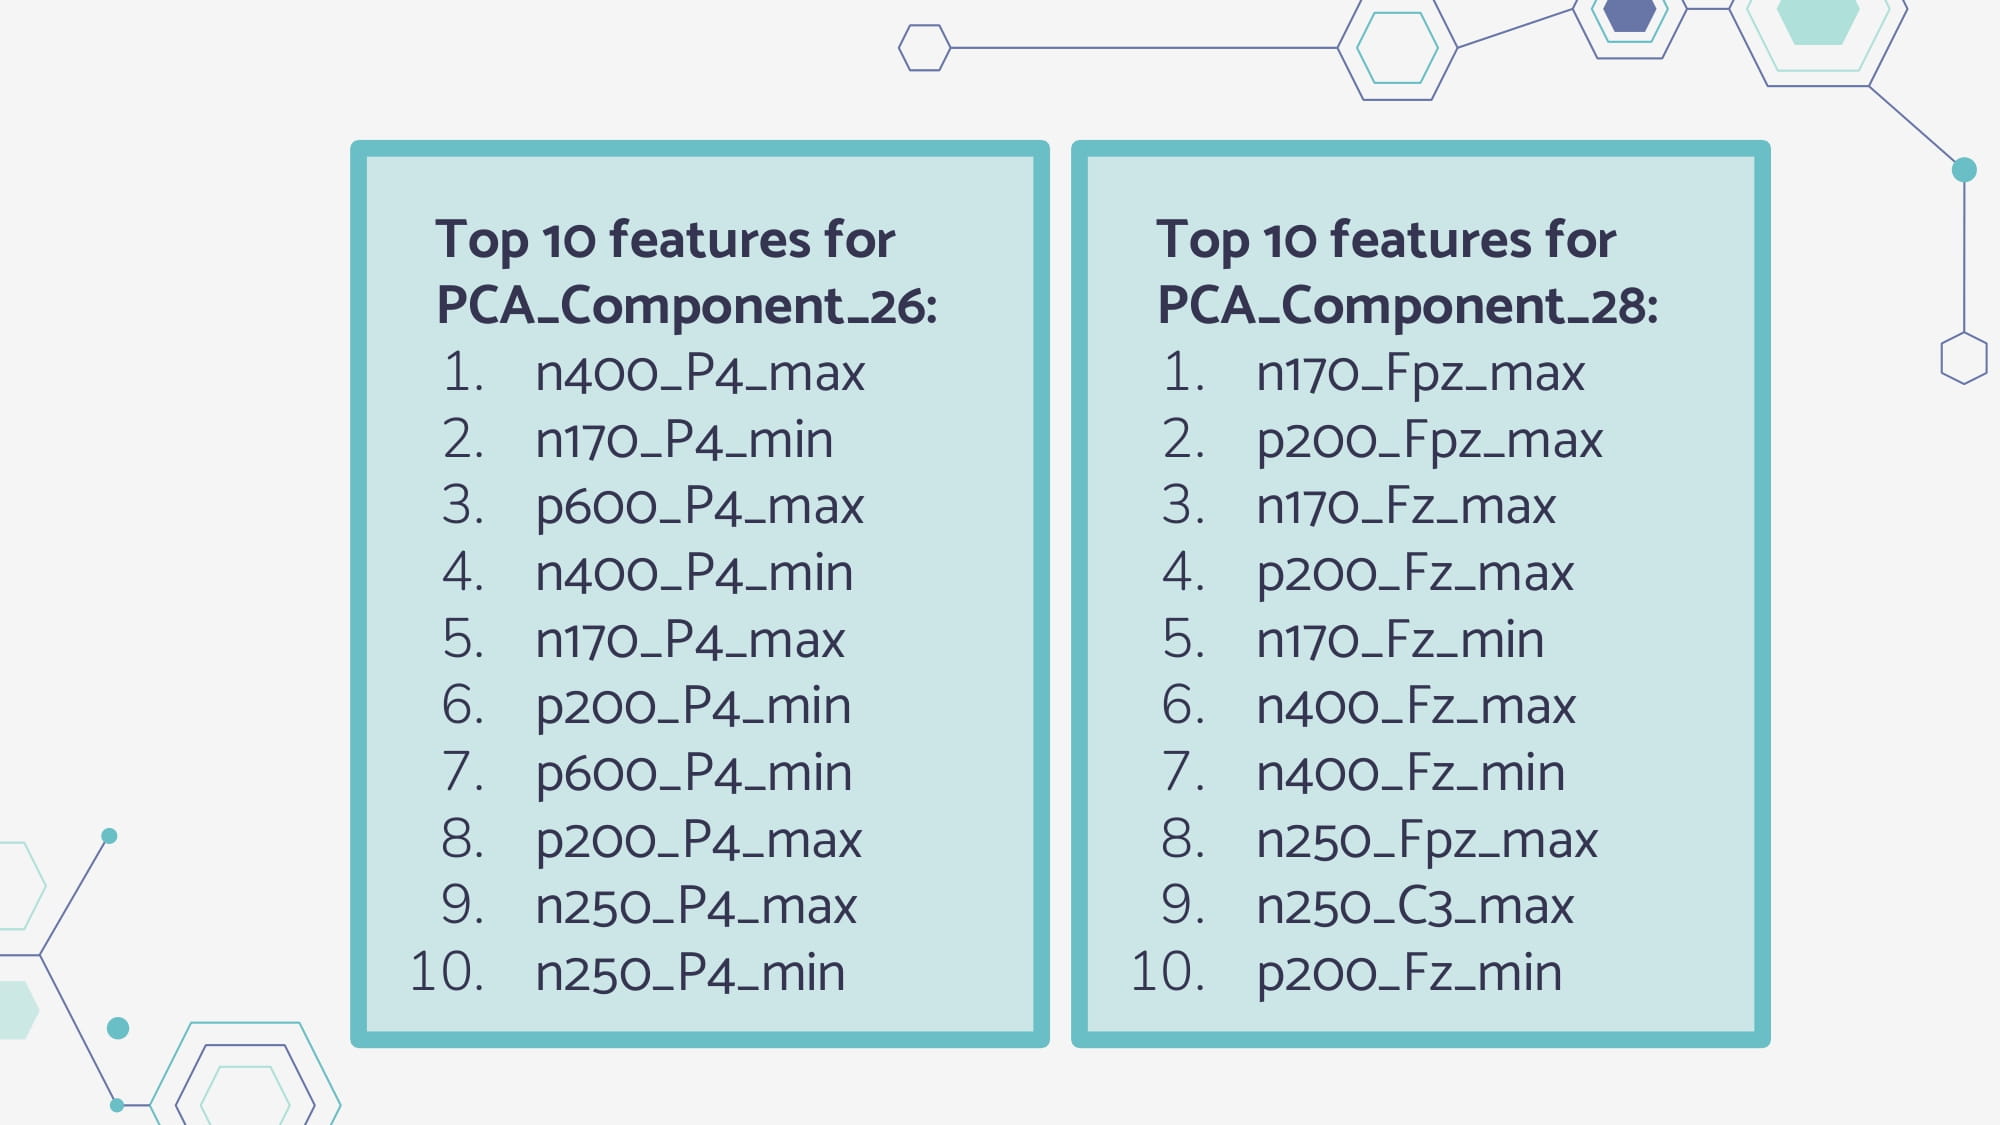 Top 10 features for
PCA_Component_26:
1. n400_P4_max
2. n170_P4_min
3. p600_P4_max
4. n400_P4_min
5. n170_P4_max
6. p200_P4_min
7. p600_P4_min
8. p200_P4_max
9. n250_P4_max
10. n250_P4_min
Top 10 features for
PCA_Component_28:
1. n170_Fpz_max
2. p200_Fpz_max
3. n170_Fz_max
4. p200_Fz_max
5. n170_Fz_min
6. n400_Fz_max
7. n400_Fz_min
8. n250_Fpz_max
9. n250_C3_max
10. p200_Fz_min